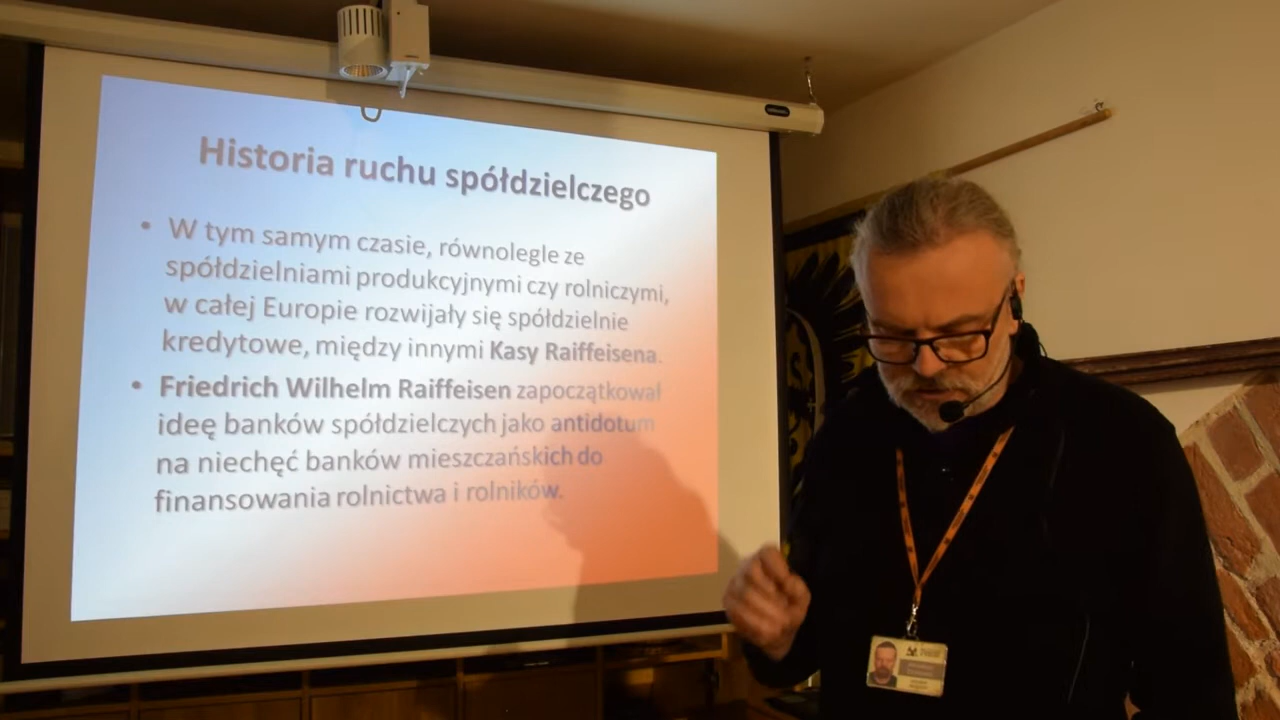 Historia ruchu spółdzielczego
• W tym samym czasie, równolegle ze
spółdzielniami produkcyjnymi czy rolniczymi,
w całej Europie rozwijały się spółdzielnie
kredytowe, między innymi Kasy Raiffeisena.
• Friedrich Wilhelm Raiffeisen zapoczątkował
ideę banków spółdzielczych jako antidotum
na niechęć banków mieszczańskich do
finansowania rolnictwa i rolników.